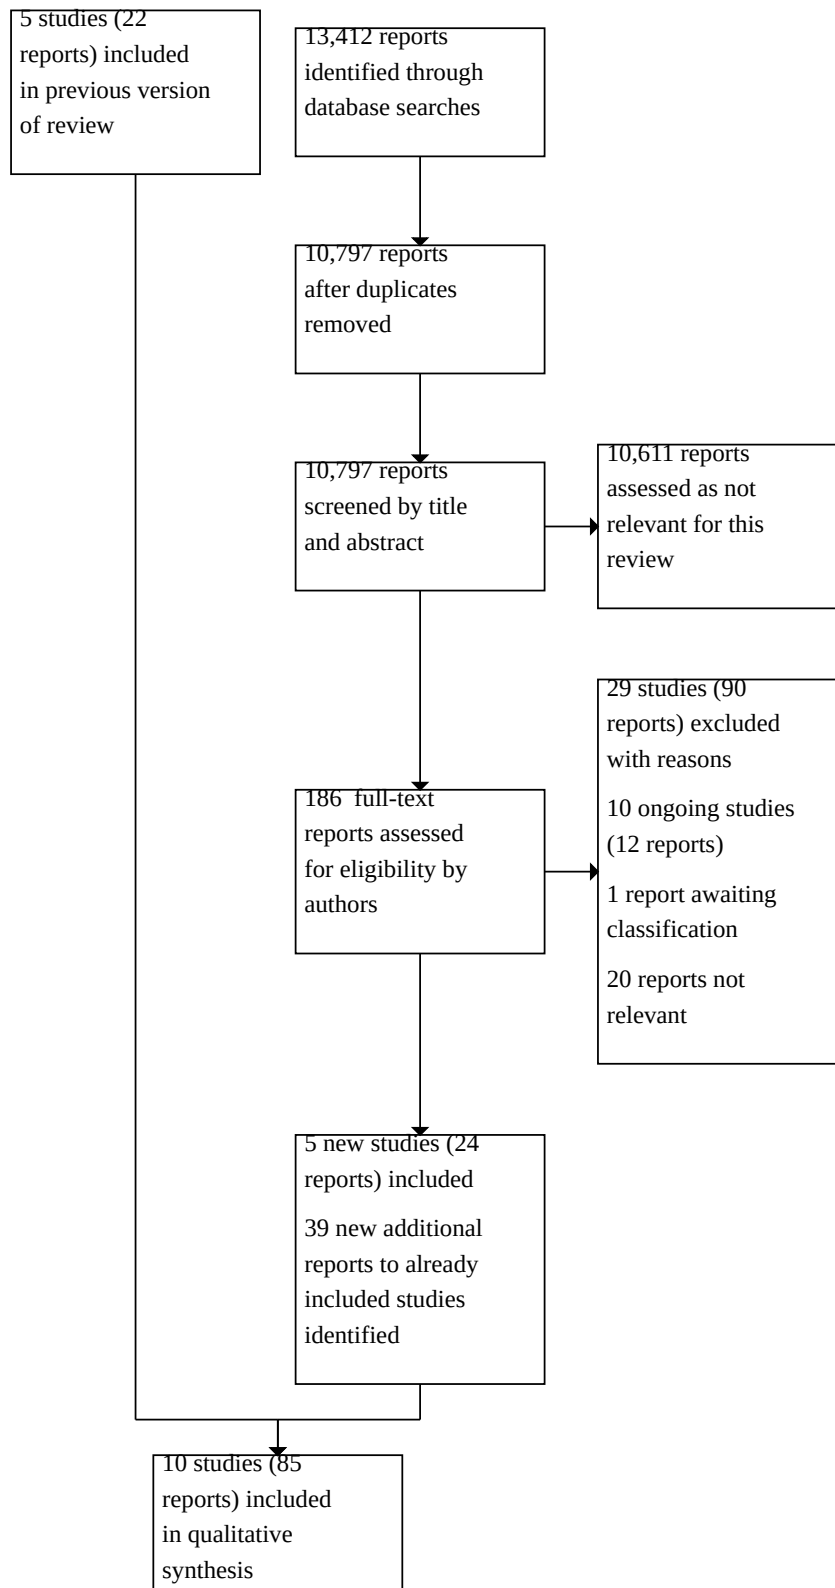 5 studies (22
reports) included
in previous version
of review
13,412 reports
identified through
database searches
10,797 reports
after duplicates
removed
10,797 reports
screened by title
and abstract
10,611 reports
assessed as not
relevant for this
review
186  full-text
reports assessed
for eligibility by
authors
29 studies (90
reports) excluded
with reasons
10 ongoing studies
(12 reports)
1 report awaiting
classification
20 reports not
relevant
5 new studies (24
reports) included
39 new additional
reports to already
included studies
identified
10 studies (85
reports) included
in qualitative
synthesis